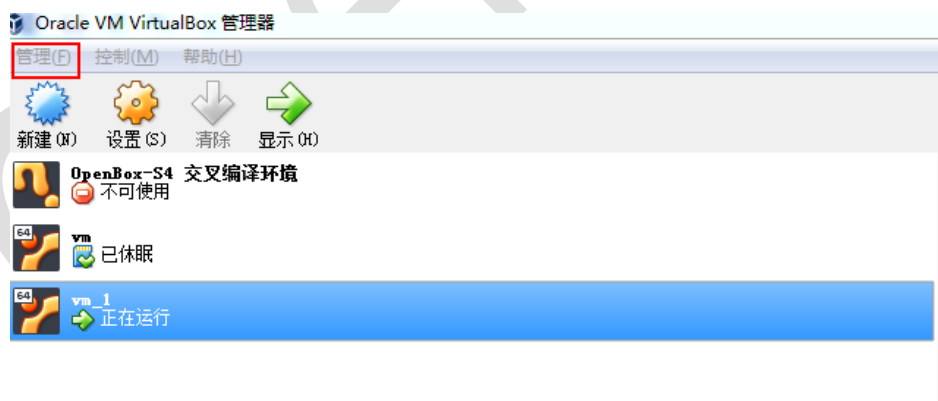 Oracle VM VirtualBox 管理器
管理(F) 控制(M) 帮助(H)
新建(N) 设置(S) 清除 显示(H)
OpenBox-S4 交叉编译环境
不可使用
64 vm
已休眠
64 vm_1
正在运行